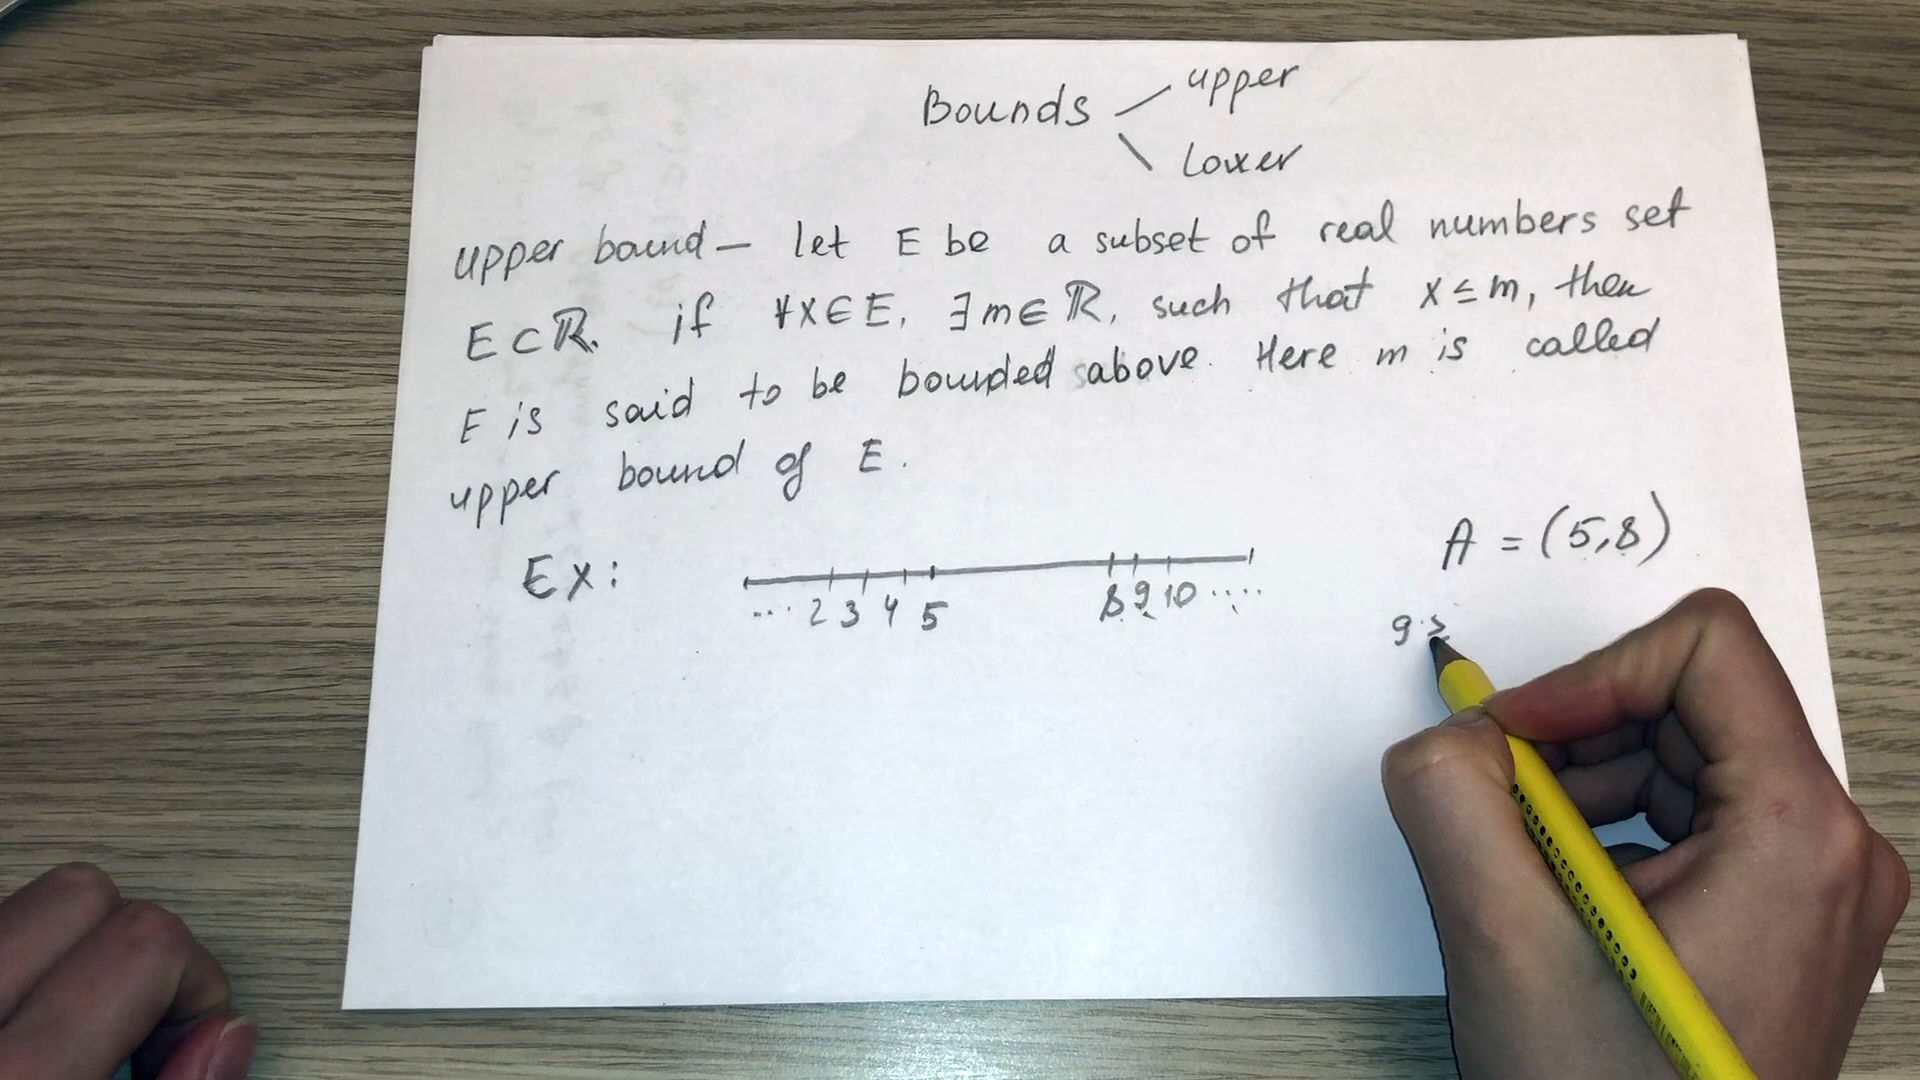 Bounds
upper
Lower
upper bound — let E be a subset of real numbers set
E ⊂ ℝ. if ∀x∈E, ∃m∈ℝ, such that x ≤ m, then
E is said to be bounded above. Here m is called
upper bound of E.
Ex:
A = (5,8)
... 2 3 4 5 8 9 10 ....
9 ≥